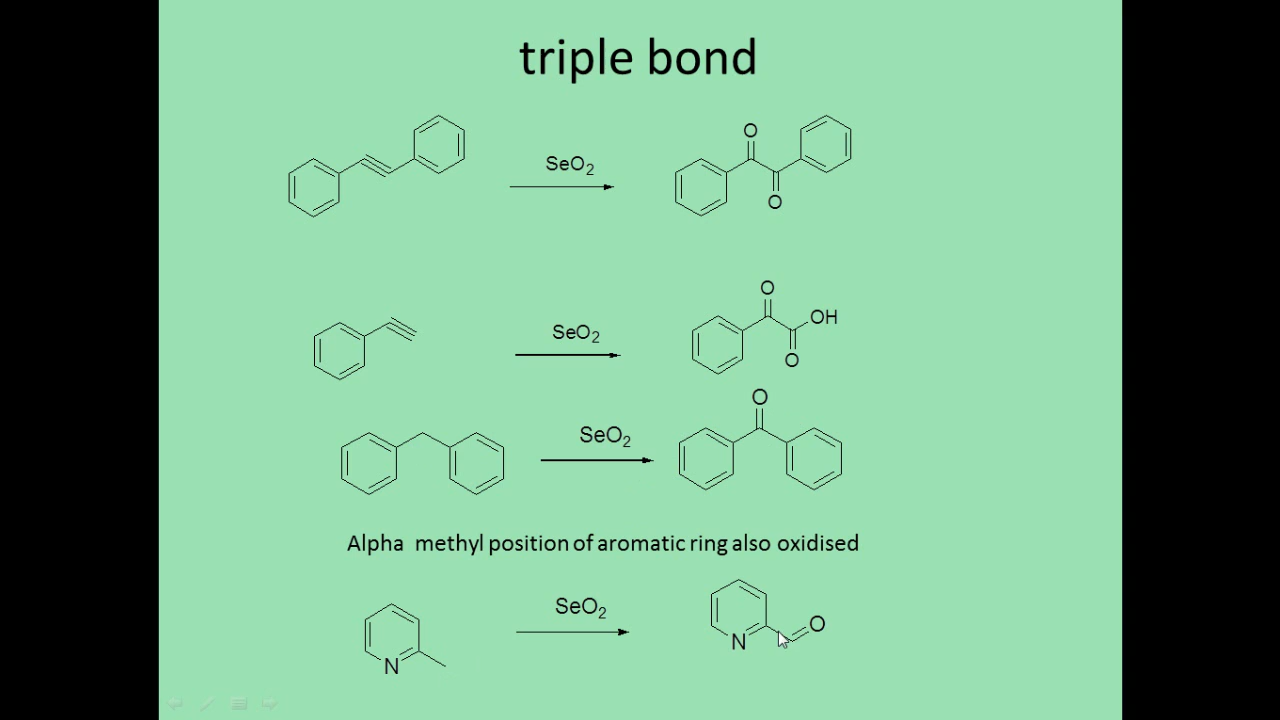 triple bond
SeO2
O
O
SeO2
O
OH
O
SeO2
O
Alpha methyl position of aromatic ring also oxidised
SeO2
N
N
O